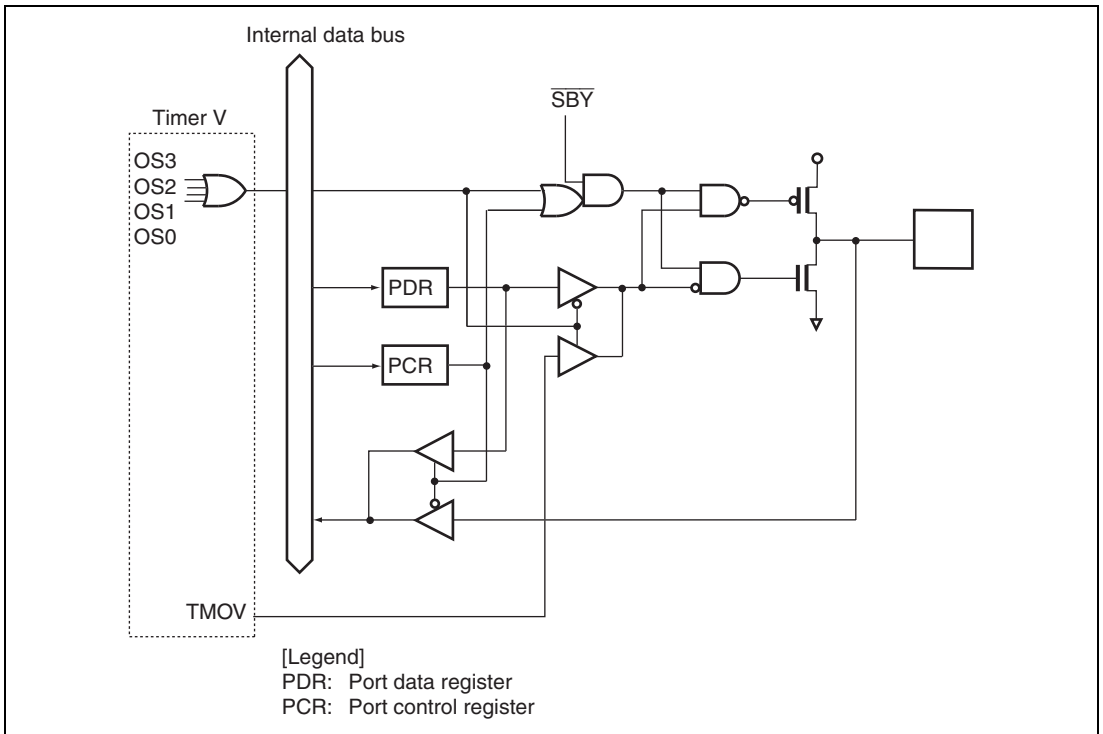 Internal data bus
SBY
Timer V
OS3
OS2
OS1
OS0
PDR
PCR
TMOV
[Legend]
PDR: Port data register
PCR: Port control register